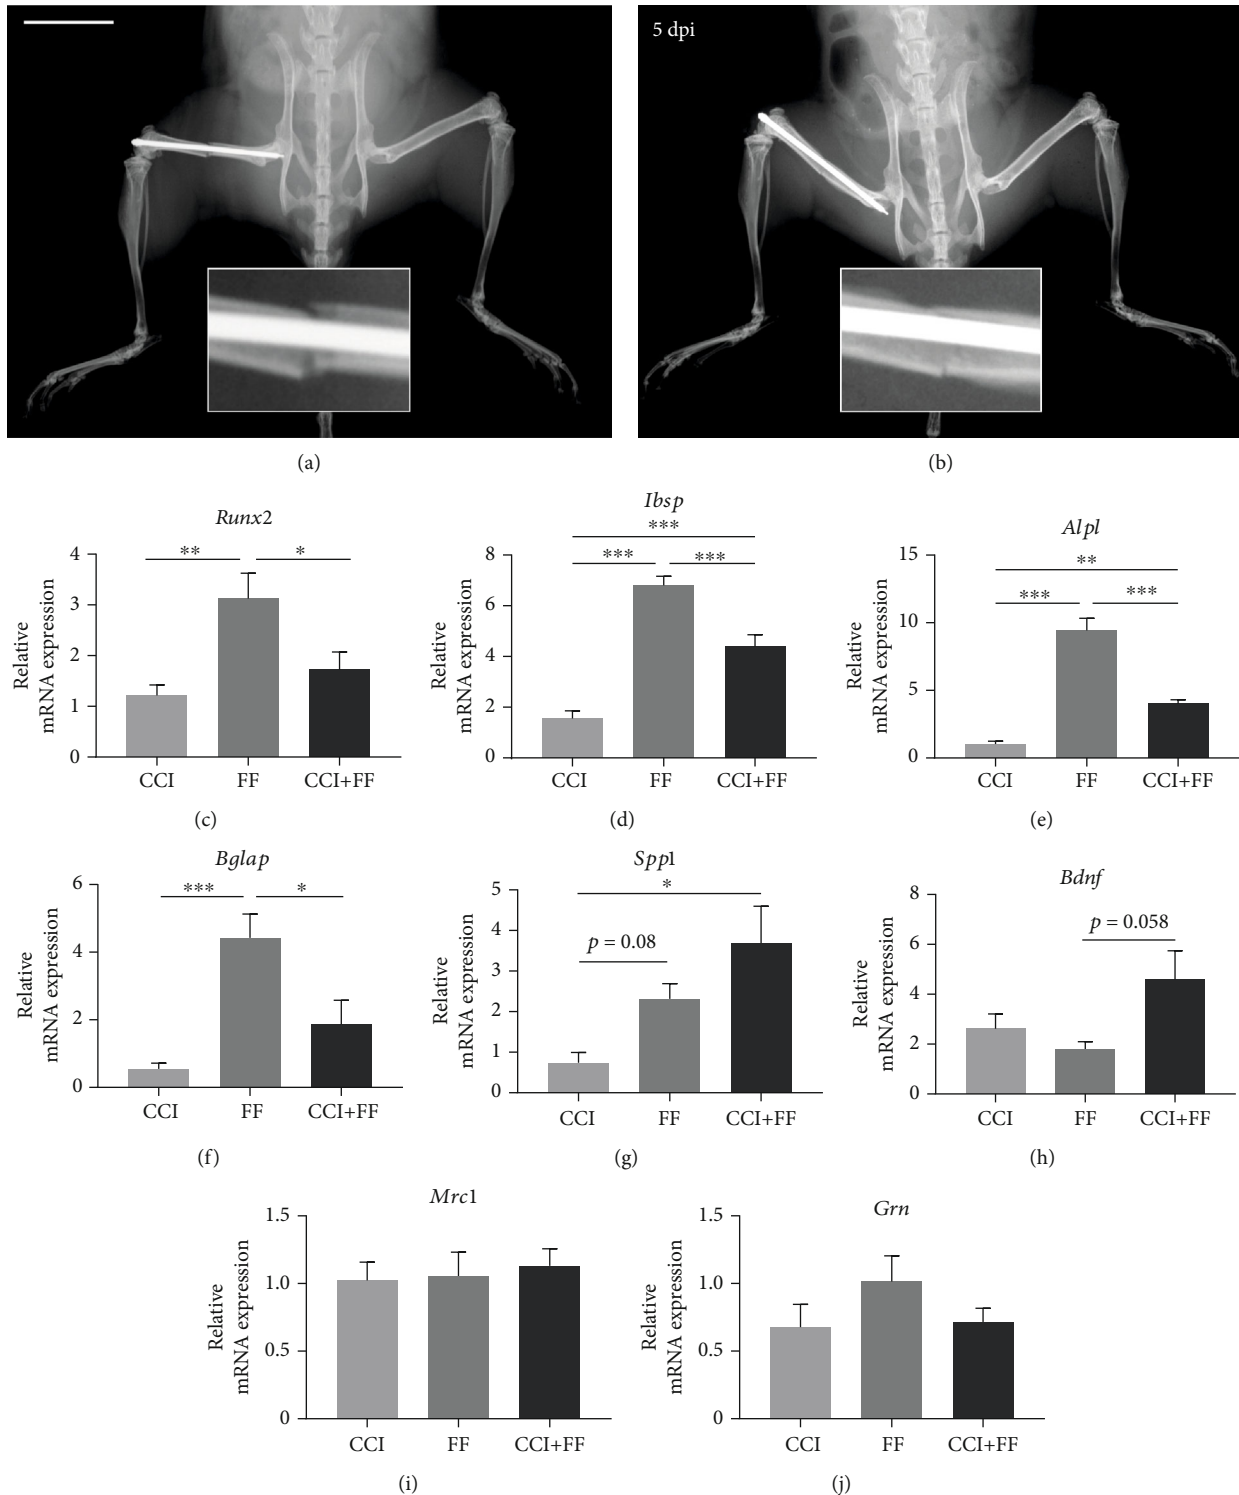 5 dpi
(a)
(b)
Runx2
Relative
mRNA expression
4
3
2
1
0
**
*
CCI
FF
CCI+FF
(c)
Ibsp
Relative
mRNA expression
8
6
4
2
0
***
***
***
CCI
FF
CCI+FF
(d)
Alpl
Relative
mRNA expression
15
10
5
0
**
***
***
CCI
FF
CCI+FF
(e)
Bglap
Relative
mRNA expression
6
4
2
0
***
*
CCI
FF
CCI+FF
(f)
Spp1
Relative
mRNA expression
5
4
3
2
1
0
*
p = 0.08
CCI
FF
CCI+FF
(g)
Bdnf
Relative
mRNA expression
8
6
4
2
0
p = 0.058
CCI
FF
CCI+FF
(h)
Mrc1
Relative
mRNA expression
1.5
1.0
0.5
0
CCI
FF
CCI+FF
(i)
Grn
Relative
mRNA expression
1.5
1.0
0.5
0
CCI
FF
CCI+FF
(j)